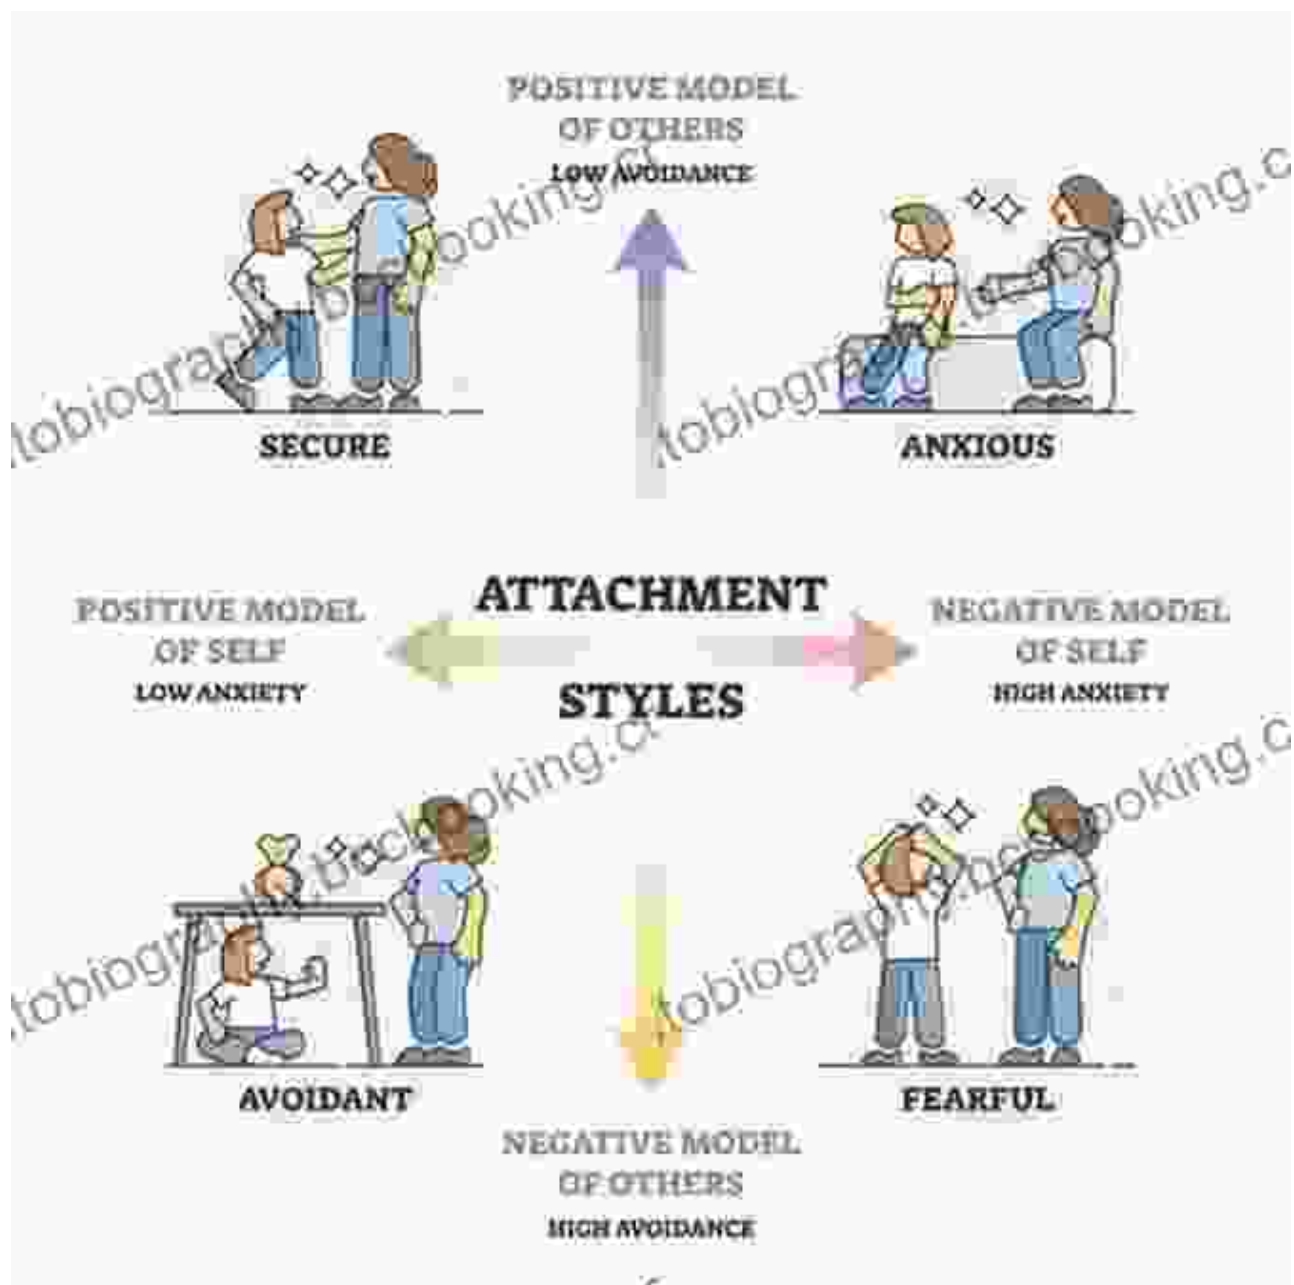 POSITIVE MODEL
OF OTHERS
LOW AVOIDANCE
SECURE
ANXIOUS
ATTACHMENT
STYLES
POSITIVE MODEL
OF SELF
LOW ANXIETY
NEGATIVE MODEL
OF SELF
HIGH ANXIETY
AVOIDANT
FEARFUL
NEGATIVE MODEL
OF OTHERS
HIGH AVOIDANCE